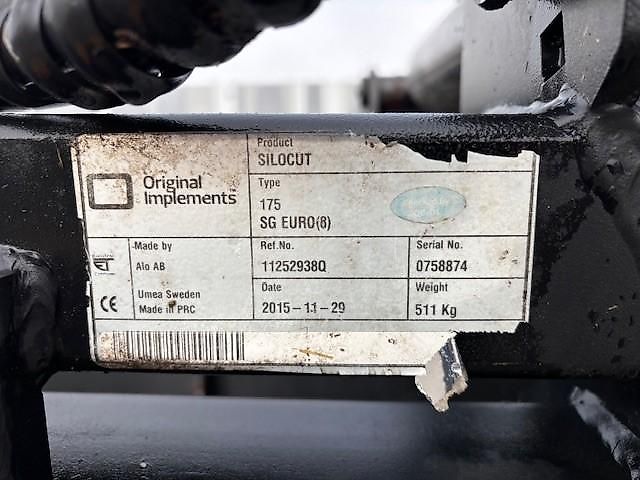 Product
SILOCUT
Original
Implements
Type
175
SG EURO(8)
Made by
Alo AB
Umea Sweden
Made in PRC
CE
Ref.No.
11252938Q
Serial No.
0758874
Date
2015-11-29
Weight
511 Kg